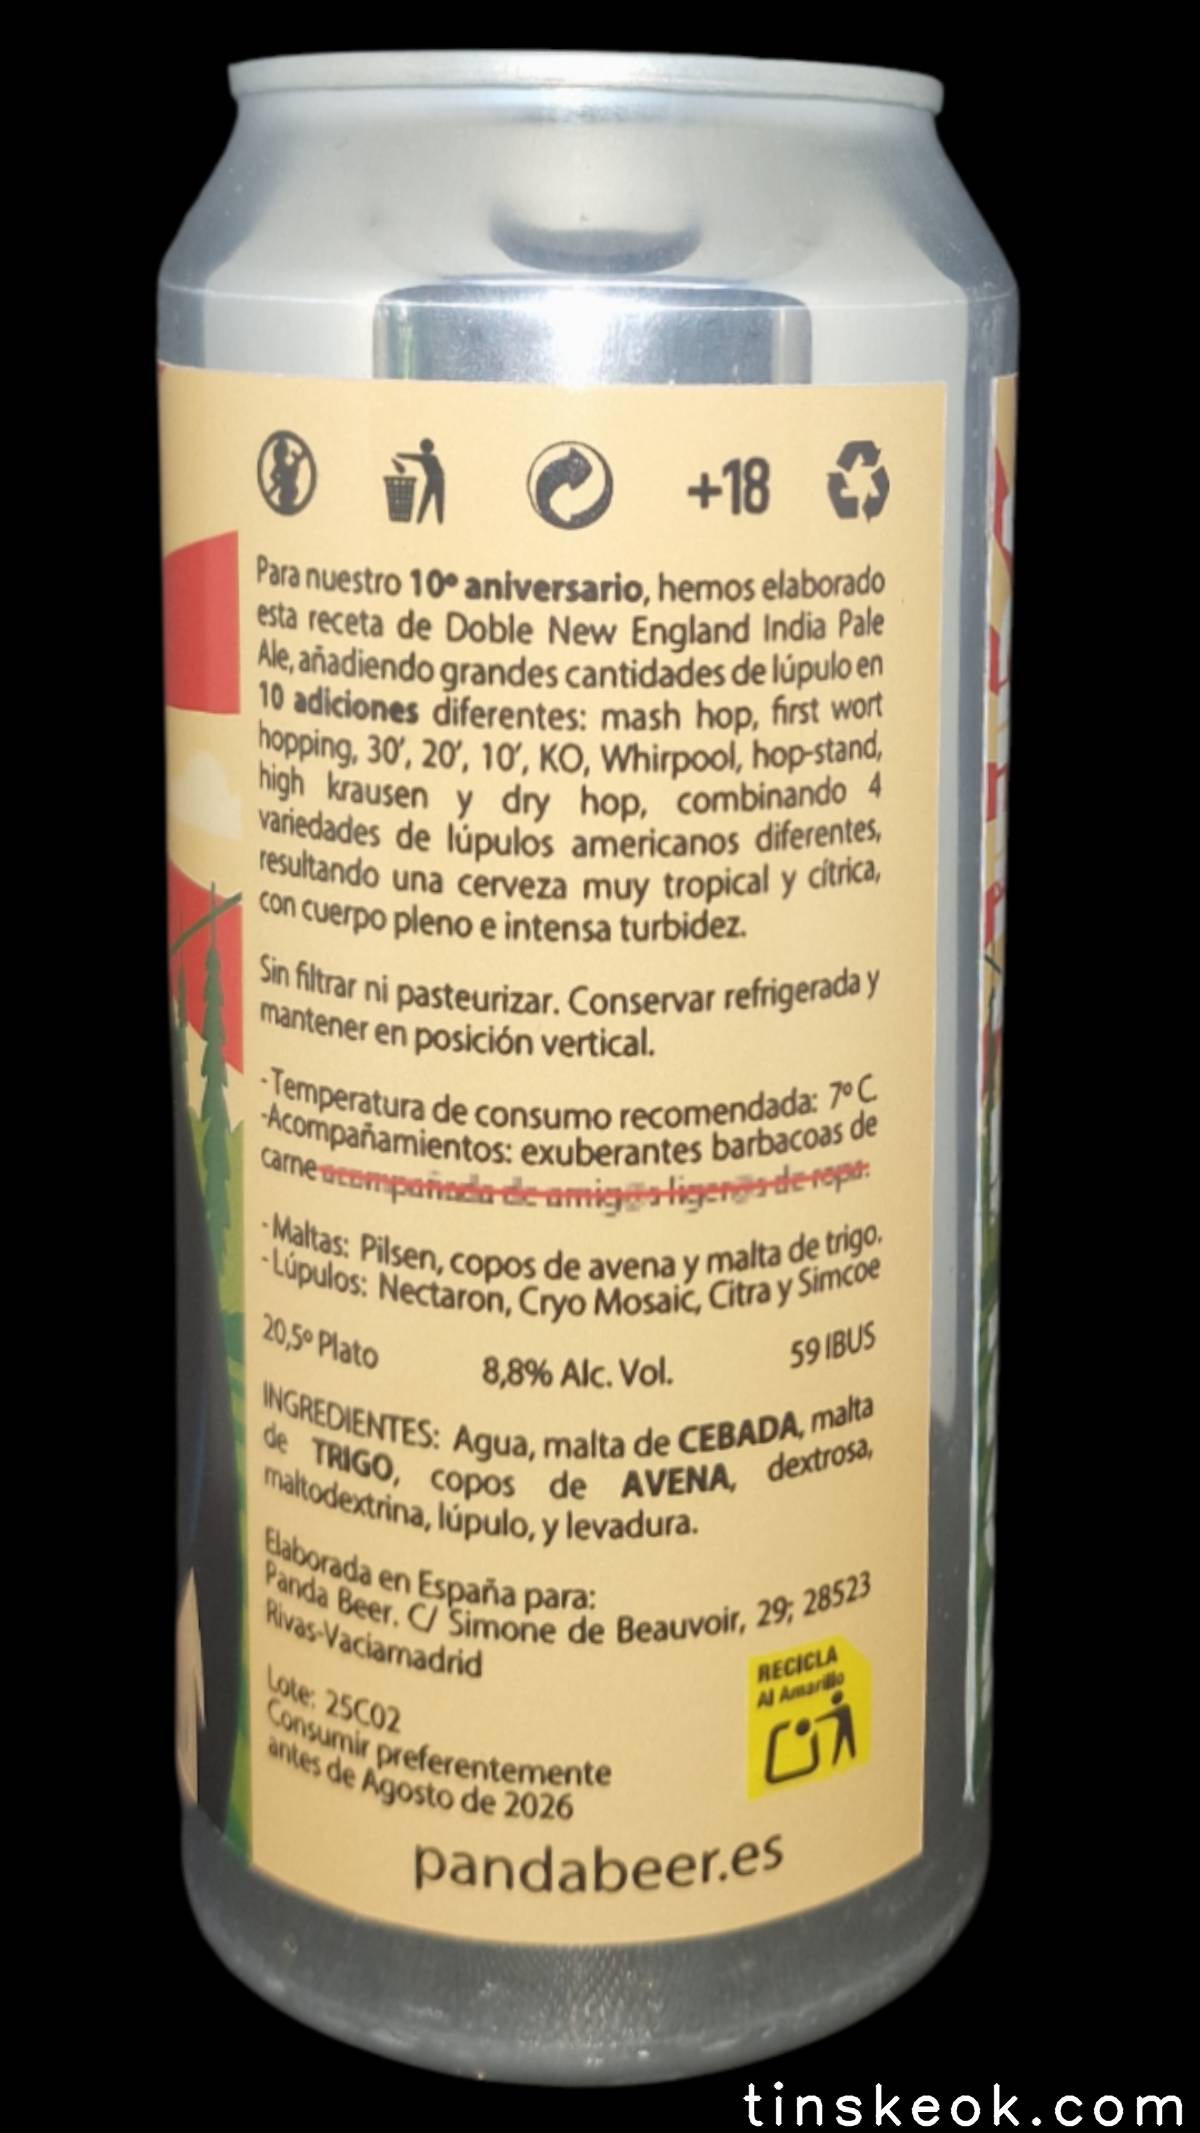 +18
Para nuestro 10º aniversario, hemos elaborado
esta receta de Doble New England India Pale
Ale, añadiendo grandes cantidades de lúpulo en
10 adiciones diferentes: mash hop, first wort
hopping, 30', 20', 10', KO, Whirpool, hop-stand,
high krausen y dry hop, combinando 4
variedades de lúpulos americanos diferentes,
resultando una cerveza muy tropical y cítrica,
con cuerpo pleno e intensa turbidez.
Sin filtrar ni pasteurizar. Conservar refrigerada y
mantener en posición vertical.
-Temperatura de consumo recomendada: 7º C
-Acompañamientos: exuberantes barbacoas de
carne acompañada de amig@s liger@s de ropa.
-Maltas: Pilsen, copos de avena y malta de trigo.
-Lúpulos: Nectaron, Cryo Mosaic, Citra y Simcoe
20,5º Plato 8,8% Alc. Vol. 59 IBUS
INGREDIENTES: Agua, malta de CEBADA, malta
de TRIGO, copos de AVENA, dextrosa,
maltodextrina, lúpulo, y levadura.
Elaborada en España para:
Panda Beer. C/ Simone de Beauvoir, 29; 28523
Rivas-Vaciamadrid
Lote: 25C02
Consumir preferentemente
antes de Agosto de 2026
RECICLA
Al Amarillo
pandabeer.es
tinskeok.com